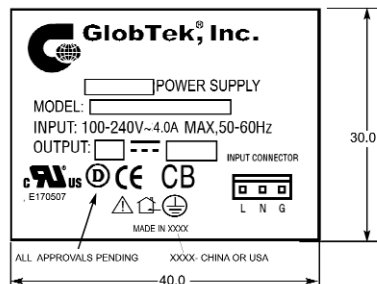 GlobTek®, Inc.
POWER SUPPLY
MODEL:
INPUT: 100-240V~4.0A MAX,50-60Hz
OUTPUT:
INPUT CONNECTOR
c RU US
E170507
D CE CB
L N G
MADE IN XXXX
ALL APPROVALS PENDING
XXXX- CHINA OR USA
30.0
40.0